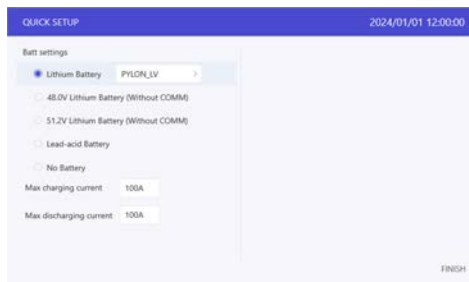 QUICK SETUP 2024/01/01 12:00:00
Batt settings
Lithium Battery PYLON_LV >
48.0V Lithium Battery (Without COMM)
51.2V Lithium Battery (Without COMM)
Lead-acid Battery
No Battery
Max charging current 100A
Max discharging current 100A
FINISH